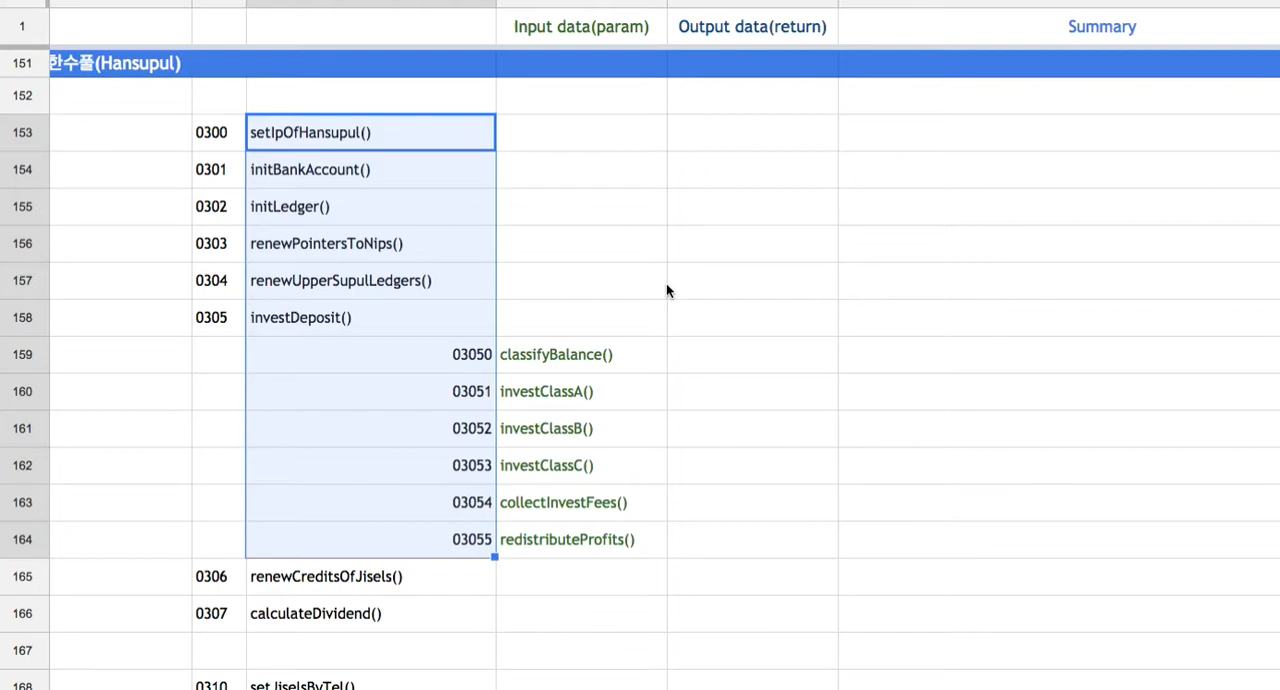 1 Input data(param) Output data(return) Summary
151 한수풀(Hansupul)
152
153 0300 setIpOfHansupul()
154 0301 initBankAccount()
155 0302 initLedger()
156 0303 renewPointersToNips()
157 0304 renewUpperSupulLedgers()
158 0305 investDeposit()
159 03050 classifyBalance()
160 03051 investClassA()
161 03052 investClassB()
162 03053 investClassC()
163 03054 collectInvestFees()
164 03055 redistributeProfits()
165 0306 renewCreditsOfJisels()
166 0307 calculateDividend()
167
168 0310 setJiselsByTel()